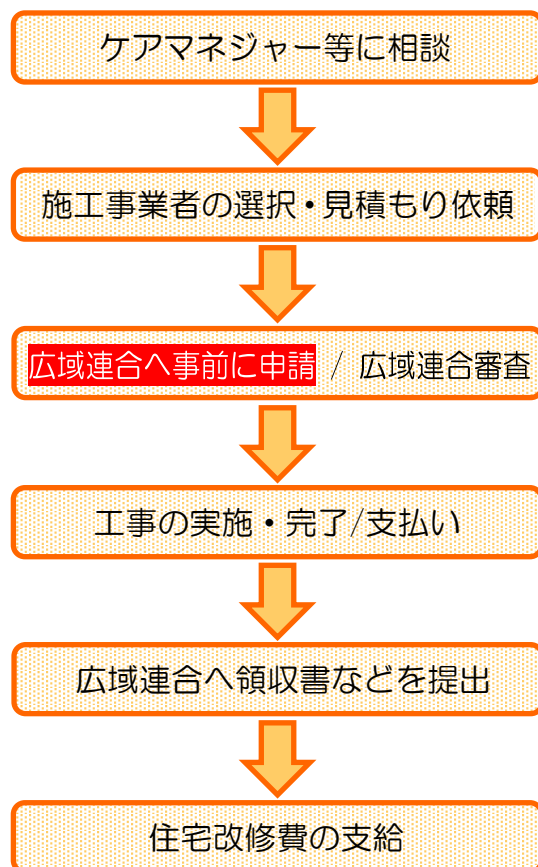 ケアマネジャー等に相談
施工事業者の選択・見積もり依頼
広域連合へ事前に申請 / 広域連合審査
工事の実施・完了/支払い
広域連合へ領収書などを提出
住宅改修費の支給